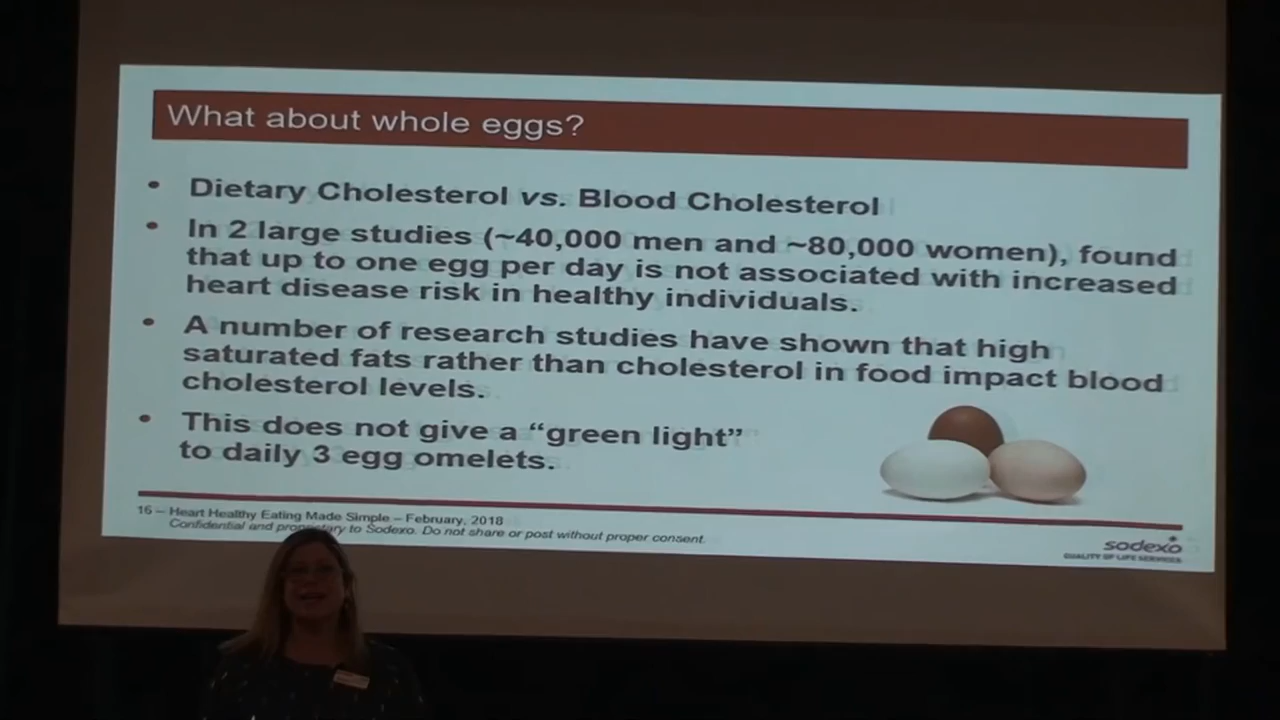 What about whole eggs?
• Dietary Cholesterol vs. Blood Cholesterol
• In 2 large studies (~40,000 men and ~80,000 women), found
that up to one egg per day is not associated with increased
heart disease risk in healthy individuals.
• A number of research studies have shown that high
saturated fats rather than cholesterol in food impact blood
cholesterol levels.
• This does not give a “green light”
to daily 3 egg omelets.
16 – Heart Healthy Eating Made Simple – February, 2018
Confidential and proprietary to Sodexo. Do not share or post without proper consent.
sodexo
QUALITY OF LIFE SERVICES